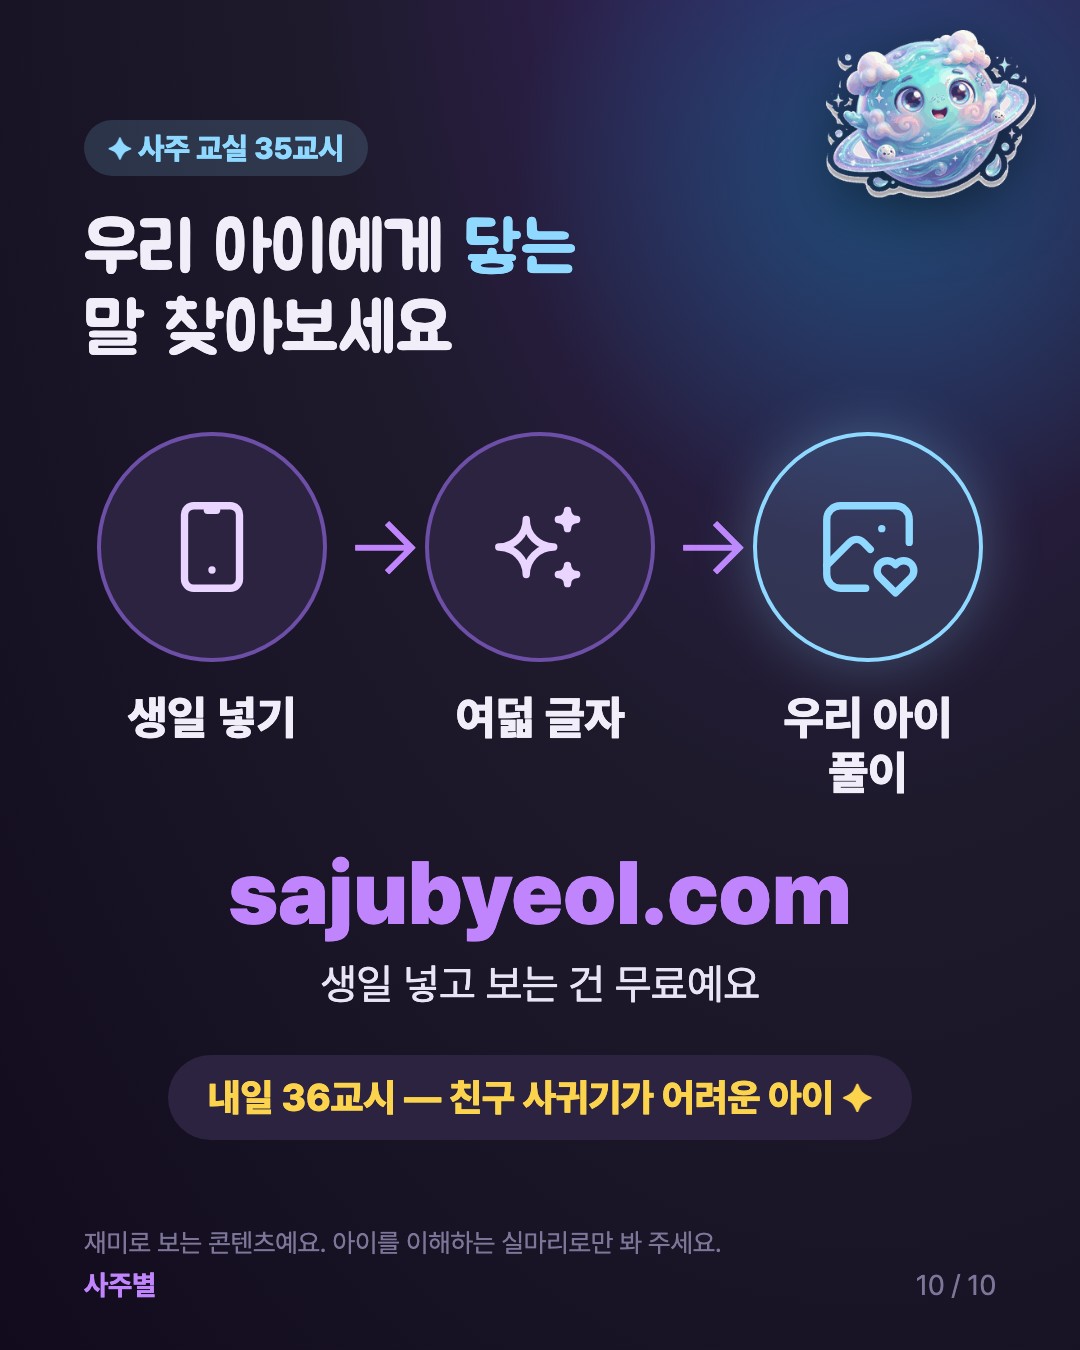 ✦ 사주 교실 35교시
우리 아이에게 닿는
말 찾아보세요
생일 넣기
여덟 글자
우리 아이
풀이
sajubyeol.com
생일 넣고 보는 건 무료예요
내일 36교시 — 친구 사귀기가 어려운 아이 ✦
재미로 보는 콘텐츠예요. 아이를 이해하는 실마리로만 봐 주세요.
사주별
10 / 10